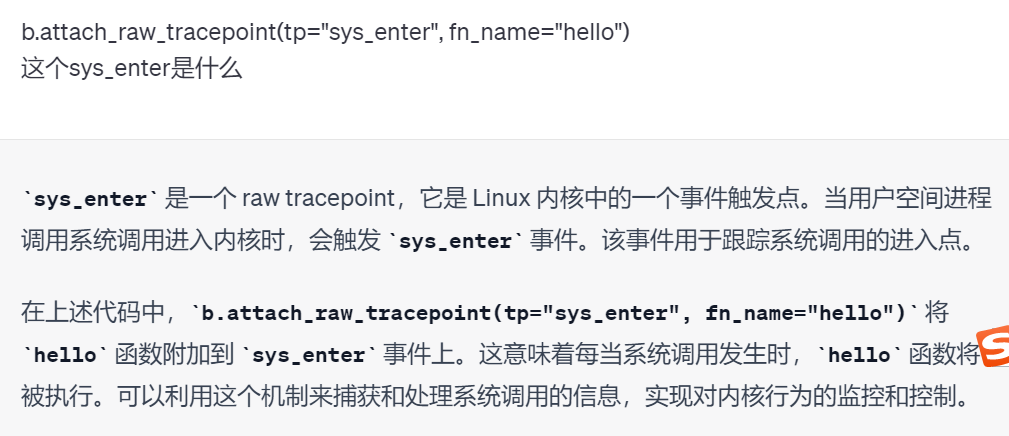 b.attach_raw_tracepoint(tp="sys_enter", fn_name="hello")
这个sys_enter是什么
`sys_enter` 是一个 raw tracepoint，它是 Linux 内核中的一个事件触发点。当用户空间进程
调用系统调用进入内核时，会触发 `sys_enter` 事件。该事件用于跟踪系统调用的进入点。
在上述代码中，`b.attach_raw_tracepoint(tp="sys_enter", fn_name="hello")` 将
`hello` 函数附加到 `sys_enter` 事件上。这意味着每当系统调用发生时，`hello` 函数将
被执行。可以利用这个机制来捕获和处理系统调用的信息，实现对内核行为的监控和控制。